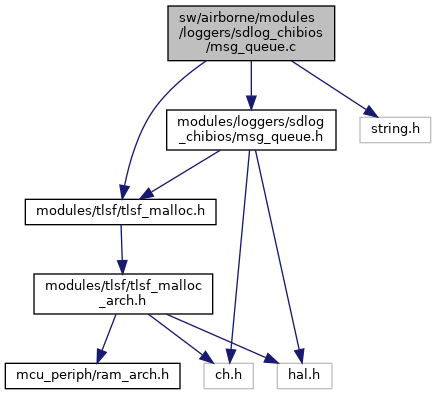 sw/airborne/modules
/loggers/sdlog_chibios
/msg_queue.c
modules/loggers/sdlog
_chibios/msg_queue.h
string.h
modules/tlsf/tlsf_malloc.h
modules/tlsf/tlsf_malloc
_arch.h
mcu_periph/ram_arch.h
ch.h
hal.h